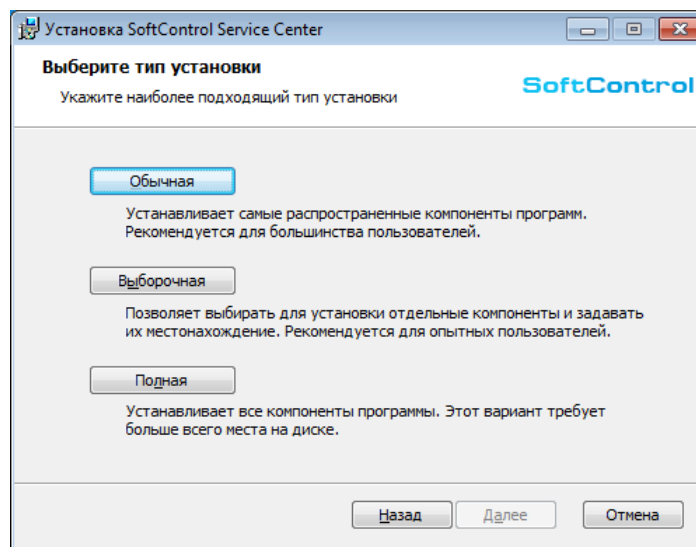 Установка SoftControl Service Center
Выберите тип установки
Укажите наиболее подходящий тип установки
SoftControl
Обычная
Устанавливает самые распространенные компоненты программ.
Рекомендуется для большинства пользователей.
Выборочная
Позволяет выбирать для установки отдельные компоненты и задавать
их местонахождение. Рекомендуется для опытных пользователей.
Полная
Устанавливает все компоненты программы. Этот вариант требует
больше всего места на диске.
Назад
Далее
Отмена